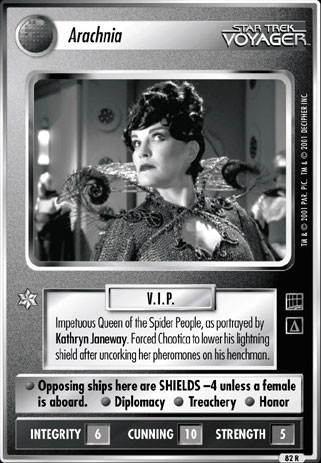 Arachnia
STAR TREK
VOYAGER
TM & © 2001 PAR. PIC. TM & © 2001 DECIPHER INC.
V.I.P.
Impetuous Queen of the Spider People, as portrayed by
Kathryn Janeway. Forced Chaotica to lower his lightning
shield after uncorking her pheromones on his henchman.
• Opposing ships here are SHIELDS –4 unless a female
is aboard. • Diplomacy • Treachery • Honor
INTEGRITY 6 CUNNING 10 STRENGTH 5
82 R